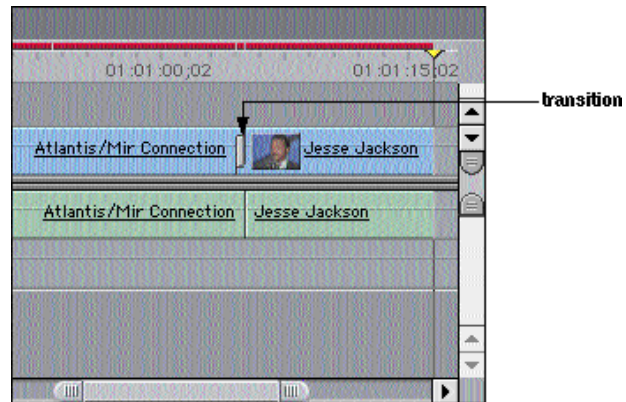 01:01:00;02 01:01:15;02
transition
Atlantis/Mir Connection Jesse Jackson
Atlantis/Mir Connection Jesse Jackson